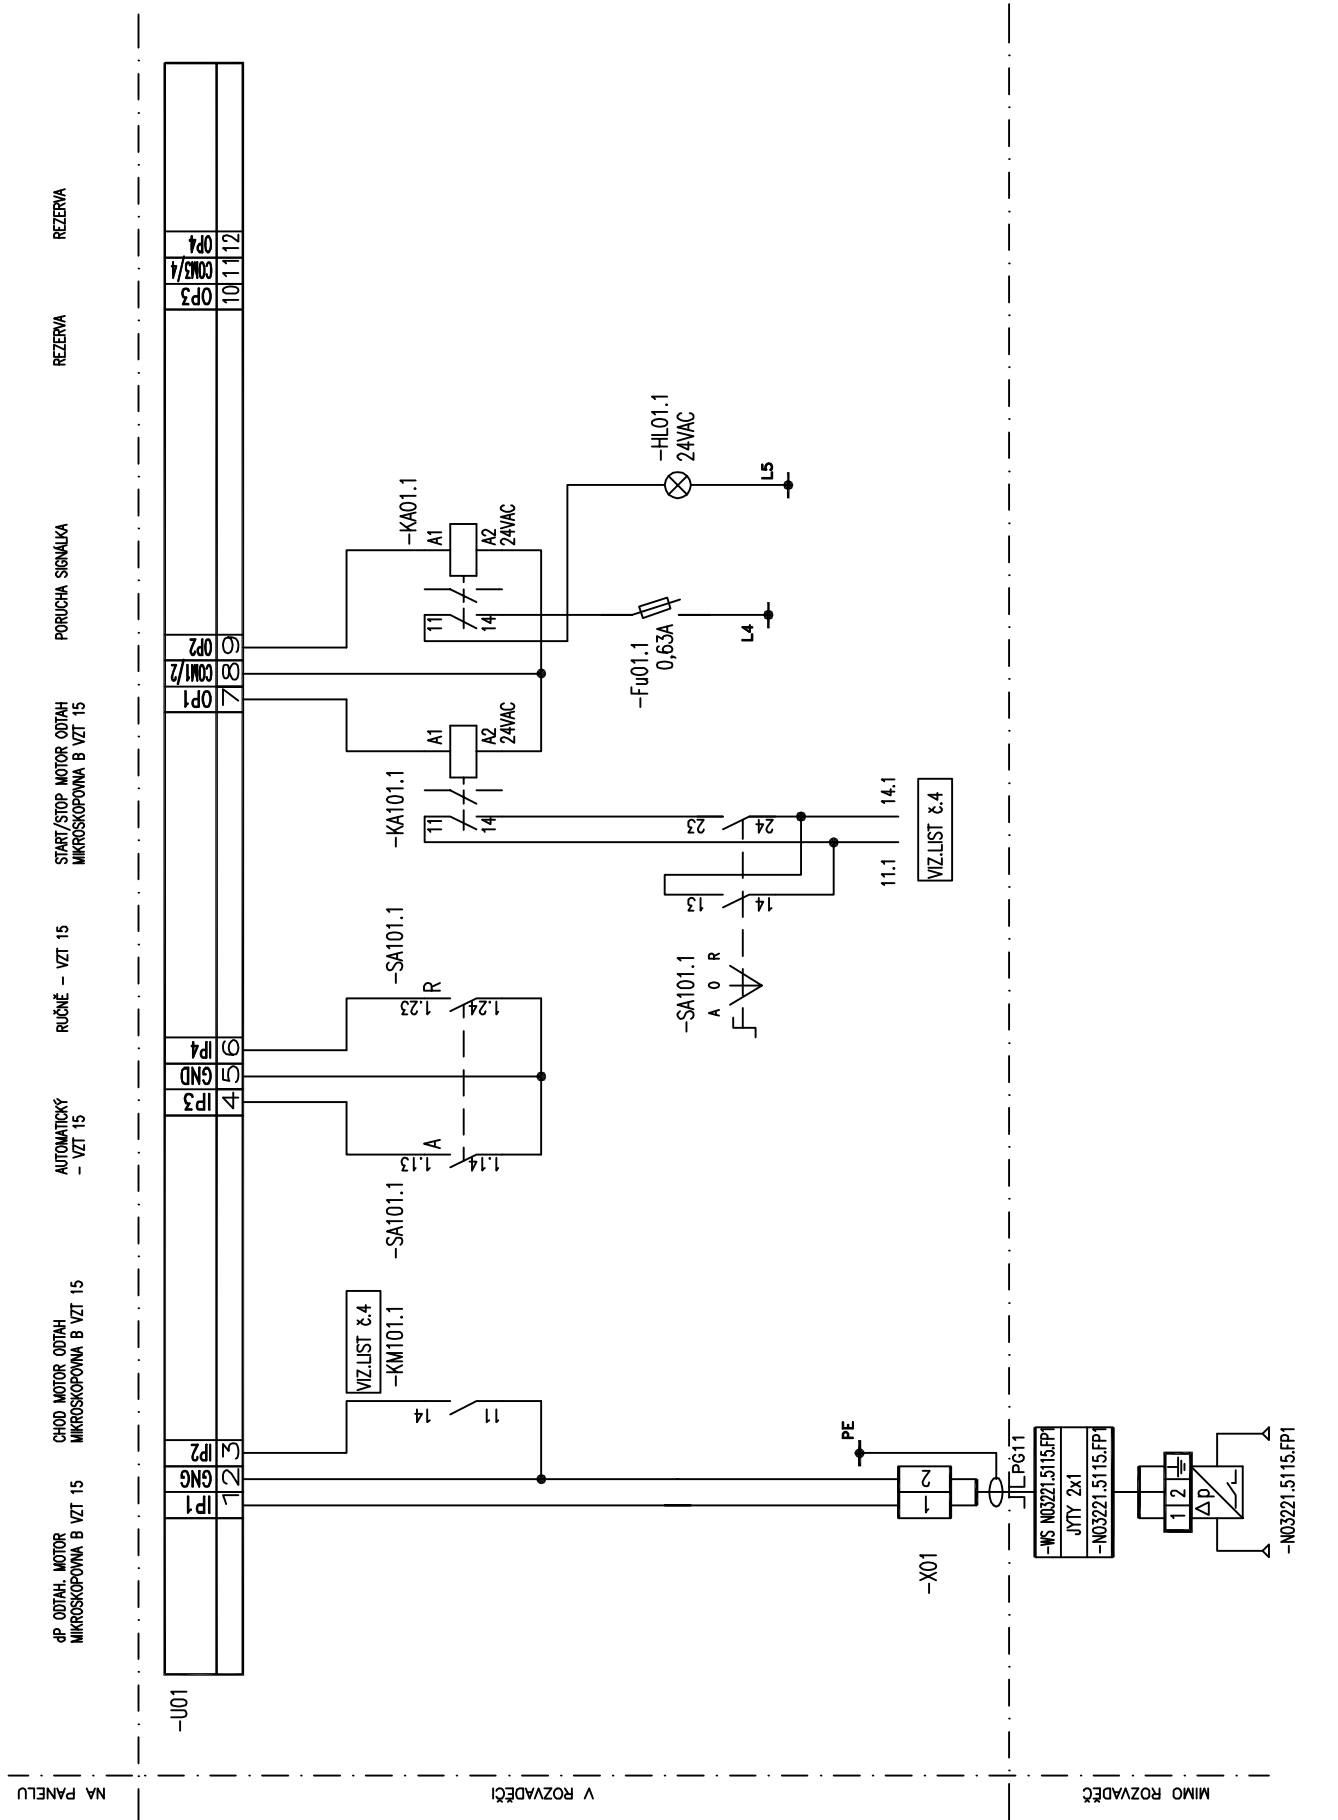 NA PANELU
V ROZVADĚČI
MIMO ROZVADĚČ
dP ODTAH. MOTOR
MIKROSKOPOVNA B VZT 15
CHOD MOTOR ODTAH
MIKROSKOPOVNA B VZT 15
AUTOMATICKÝ
- VZT 15
RUČNĚ - VZT 15
START/STOP MOTOR ODTAH
MIKROSKOPOVNA B VZT 15
PORUCHA SIGNÁLKA
REZERVA
REZERVA
-U01
IP1 GNG IP2
1 2 3
IP3 GND IP4
4 5 6
OP1 COM1/2 OP2
7 8 9
OP3 COM3/4 OP4
10 11 12
VIZ.LIST č.4
-KM101.1
14
11
-SA101.1
1.13
A
1.14
-SA101.1
1.23
R
1.24
-KA101.1
11
14
A1
A2
24VAC
-KA01.1
11
14
A1
A2
24VAC
-SA101.1
A O R
13
14
23
24
11.1
14.1
VIZ.LIST č.4
-Fu01.1
0,63A
L4
-HL01.1
24VAC
L5
-X01
1 2
PE
PG11
-WS N03221.5115.FP1
JYTY 2x1
-N03221.5115.FP1
1 2
Δp
-N03221.5115.FP1